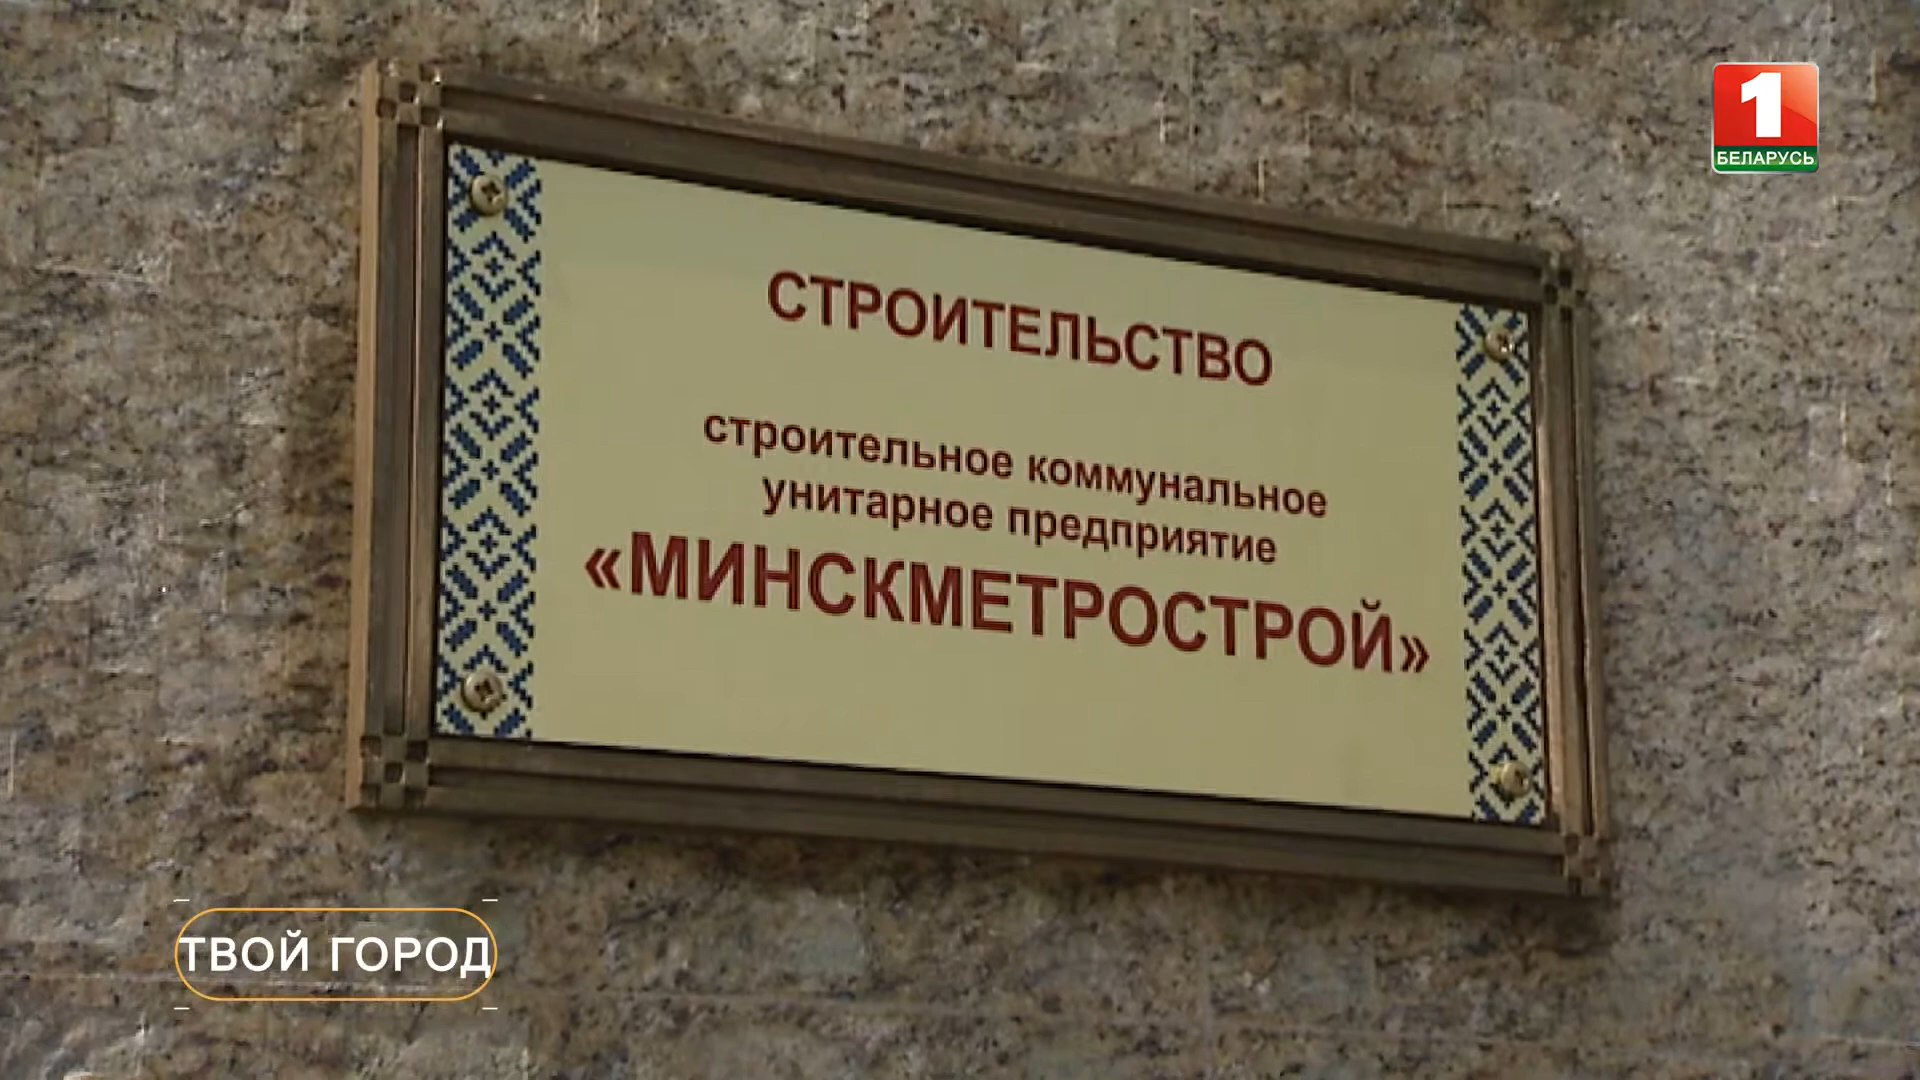 1
БЕЛАРУСЬ
СТРОИТЕЛЬСТВО
строительное коммунальное
унитарное предприятие
«МИНСКМЕТРОСТРОЙ»
ТВОЙ ГОРОД